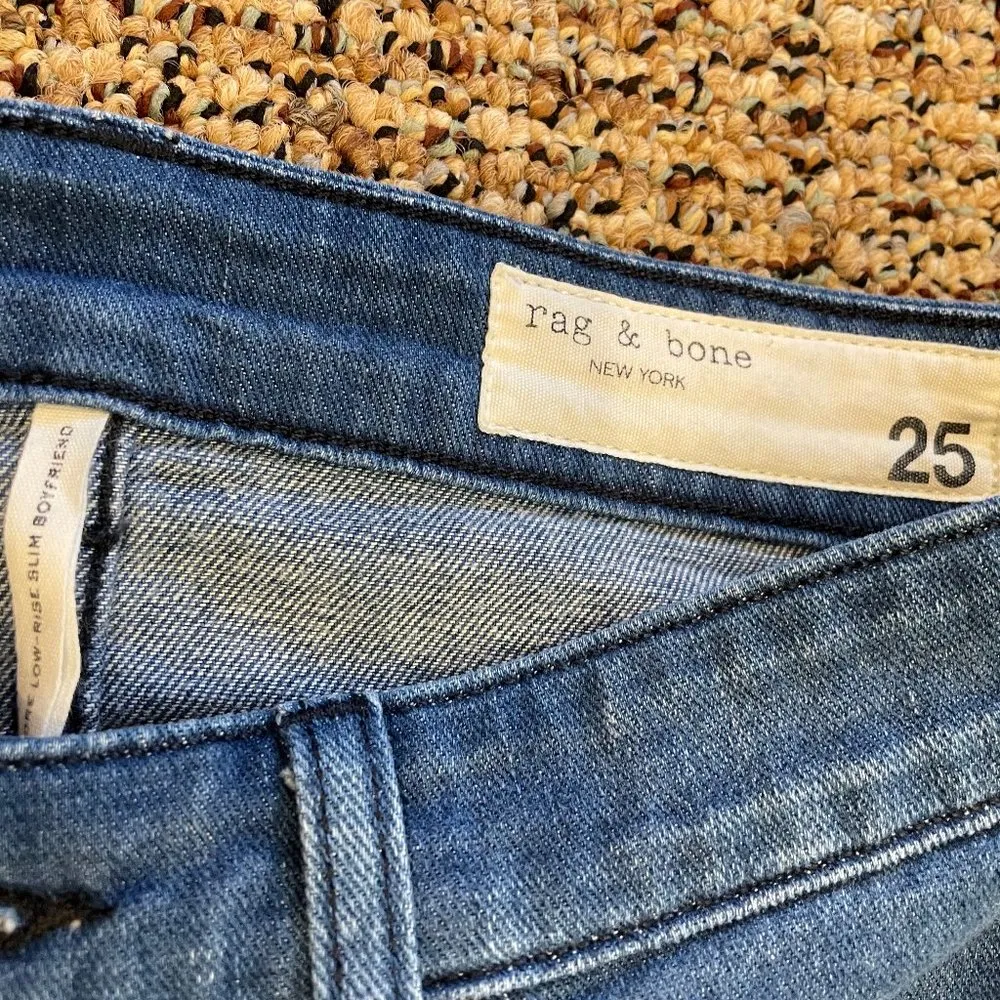 rag & bone
NEW YORK
25
LOW-RISE SLIM BOYFRIEND